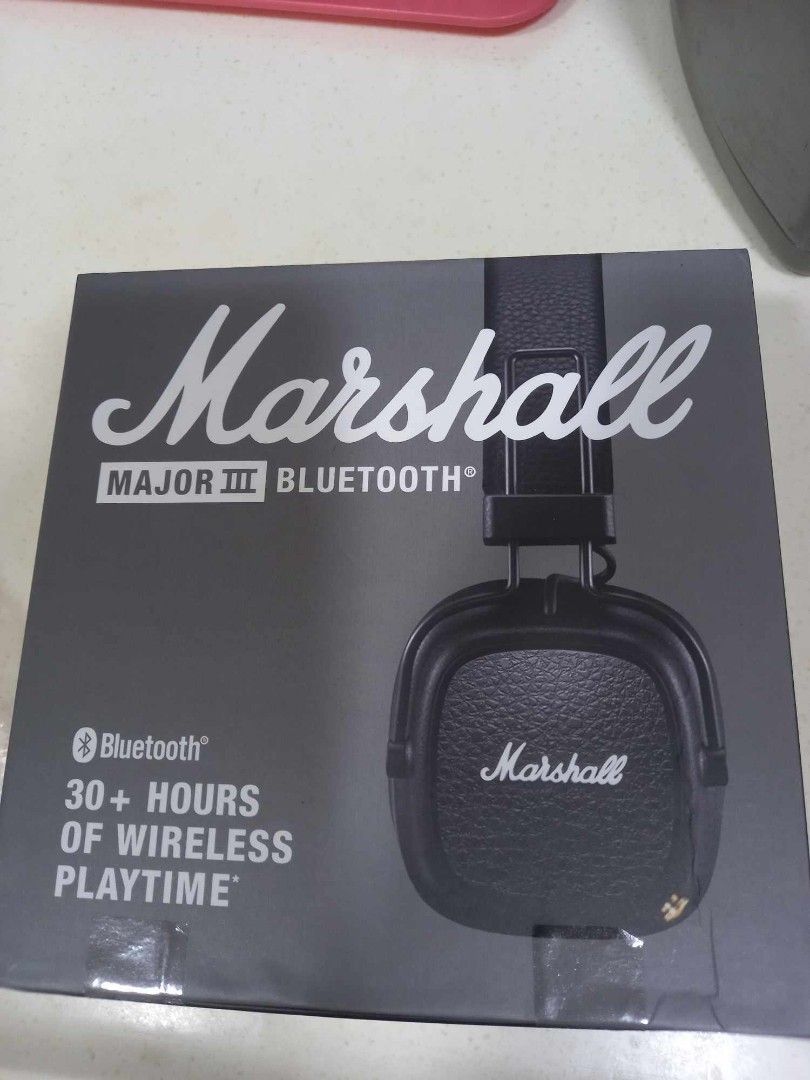 Marshall
MAJOR III BLUETOOTH®
Marshall
Bluetooth®
30+ HOURS
OF WIRELESS
PLAYTIME*